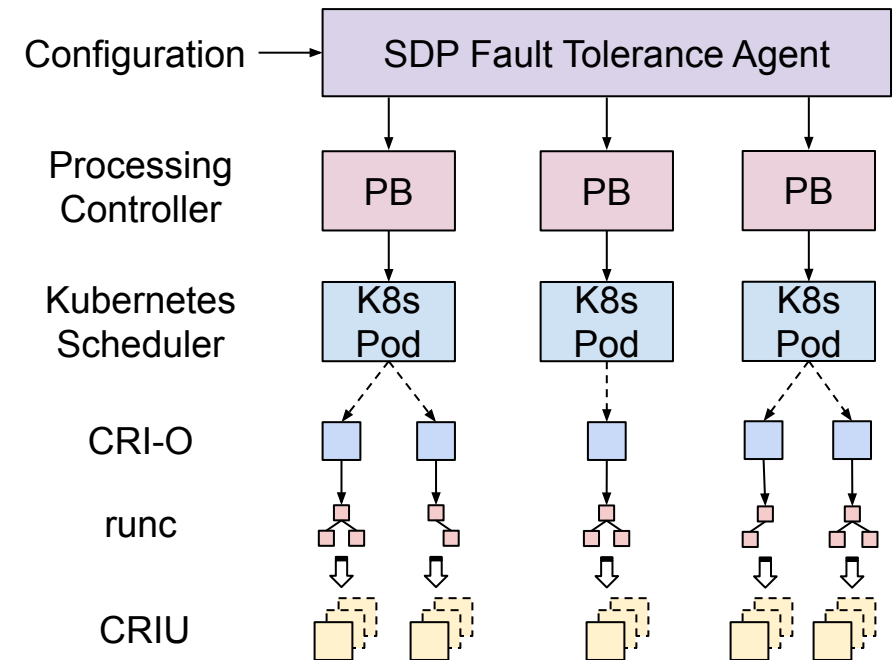 Configuration
SDP Fault Tolerance Agent
Processing
Controller
PB
PB
PB
Kubernetes
Scheduler
K8s
Pod
K8s
Pod
K8s
Pod
CRI-O
runc
CRIU